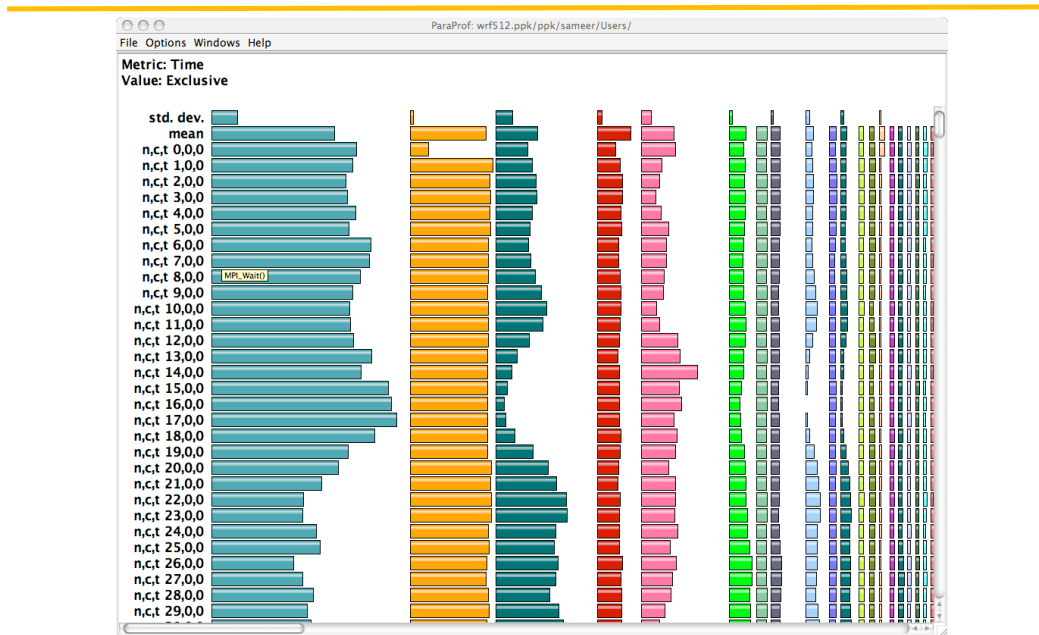 ParaProf: wrf512.ppk/ppk/sameer/Users/
File Options Windows Help
Metric: Time
Value: Exclusive
std. dev.
mean
n,c,t 0,0,0
n,c,t 1,0,0
n,c,t 2,0,0
n,c,t 3,0,0
n,c,t 4,0,0
n,c,t 5,0,0
n,c,t 6,0,0
n,c,t 7,0,0
n,c,t 8,0,0 MPI_Wait()
n,c,t 9,0,0
n,c,t 10,0,0
n,c,t 11,0,0
n,c,t 12,0,0
n,c,t 13,0,0
n,c,t 14,0,0
n,c,t 15,0,0
n,c,t 16,0,0
n,c,t 17,0,0
n,c,t 18,0,0
n,c,t 19,0,0
n,c,t 20,0,0
n,c,t 21,0,0
n,c,t 22,0,0
n,c,t 23,0,0
n,c,t 24,0,0
n,c,t 25,0,0
n,c,t 26,0,0
n,c,t 27,0,0
n,c,t 28,0,0
n,c,t 29,0,0